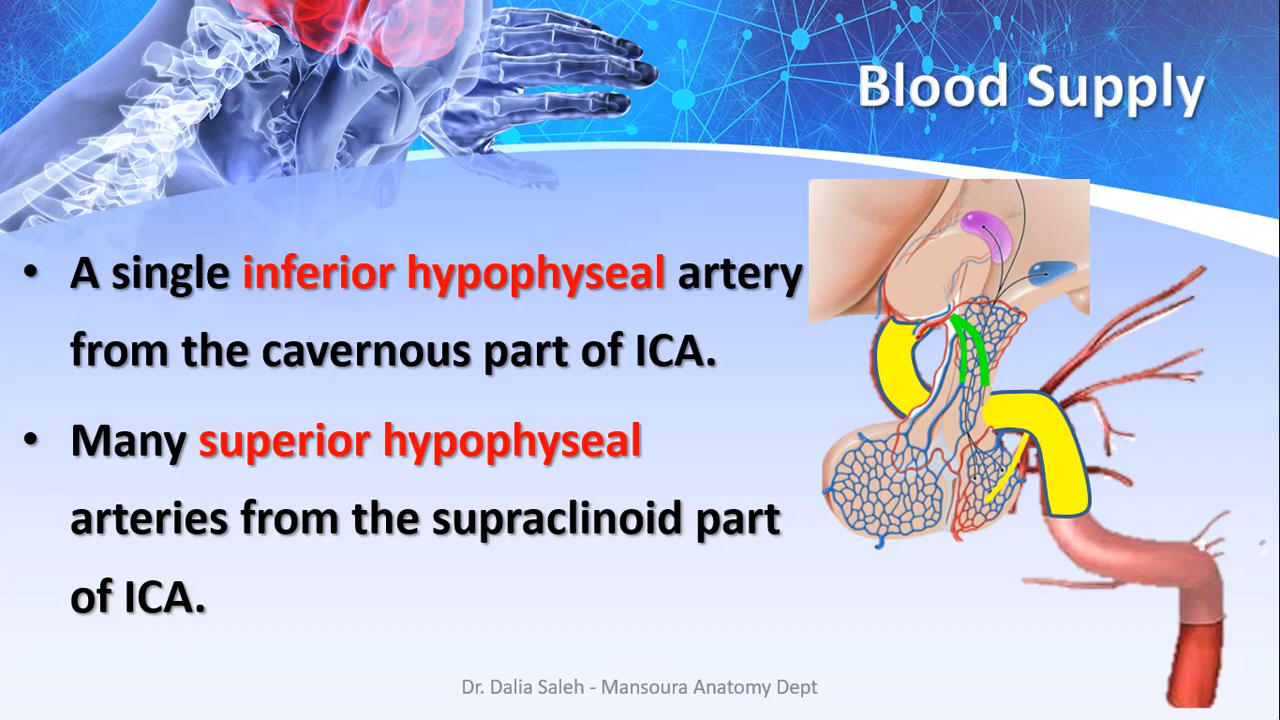 Blood Supply
• A single inferior hypophyseal artery
from the cavernous part of ICA.
• Many superior hypophyseal
arteries from the supraclinoid part
of ICA.
Dr. Dalia Saleh - Mansoura Anatomy Dept